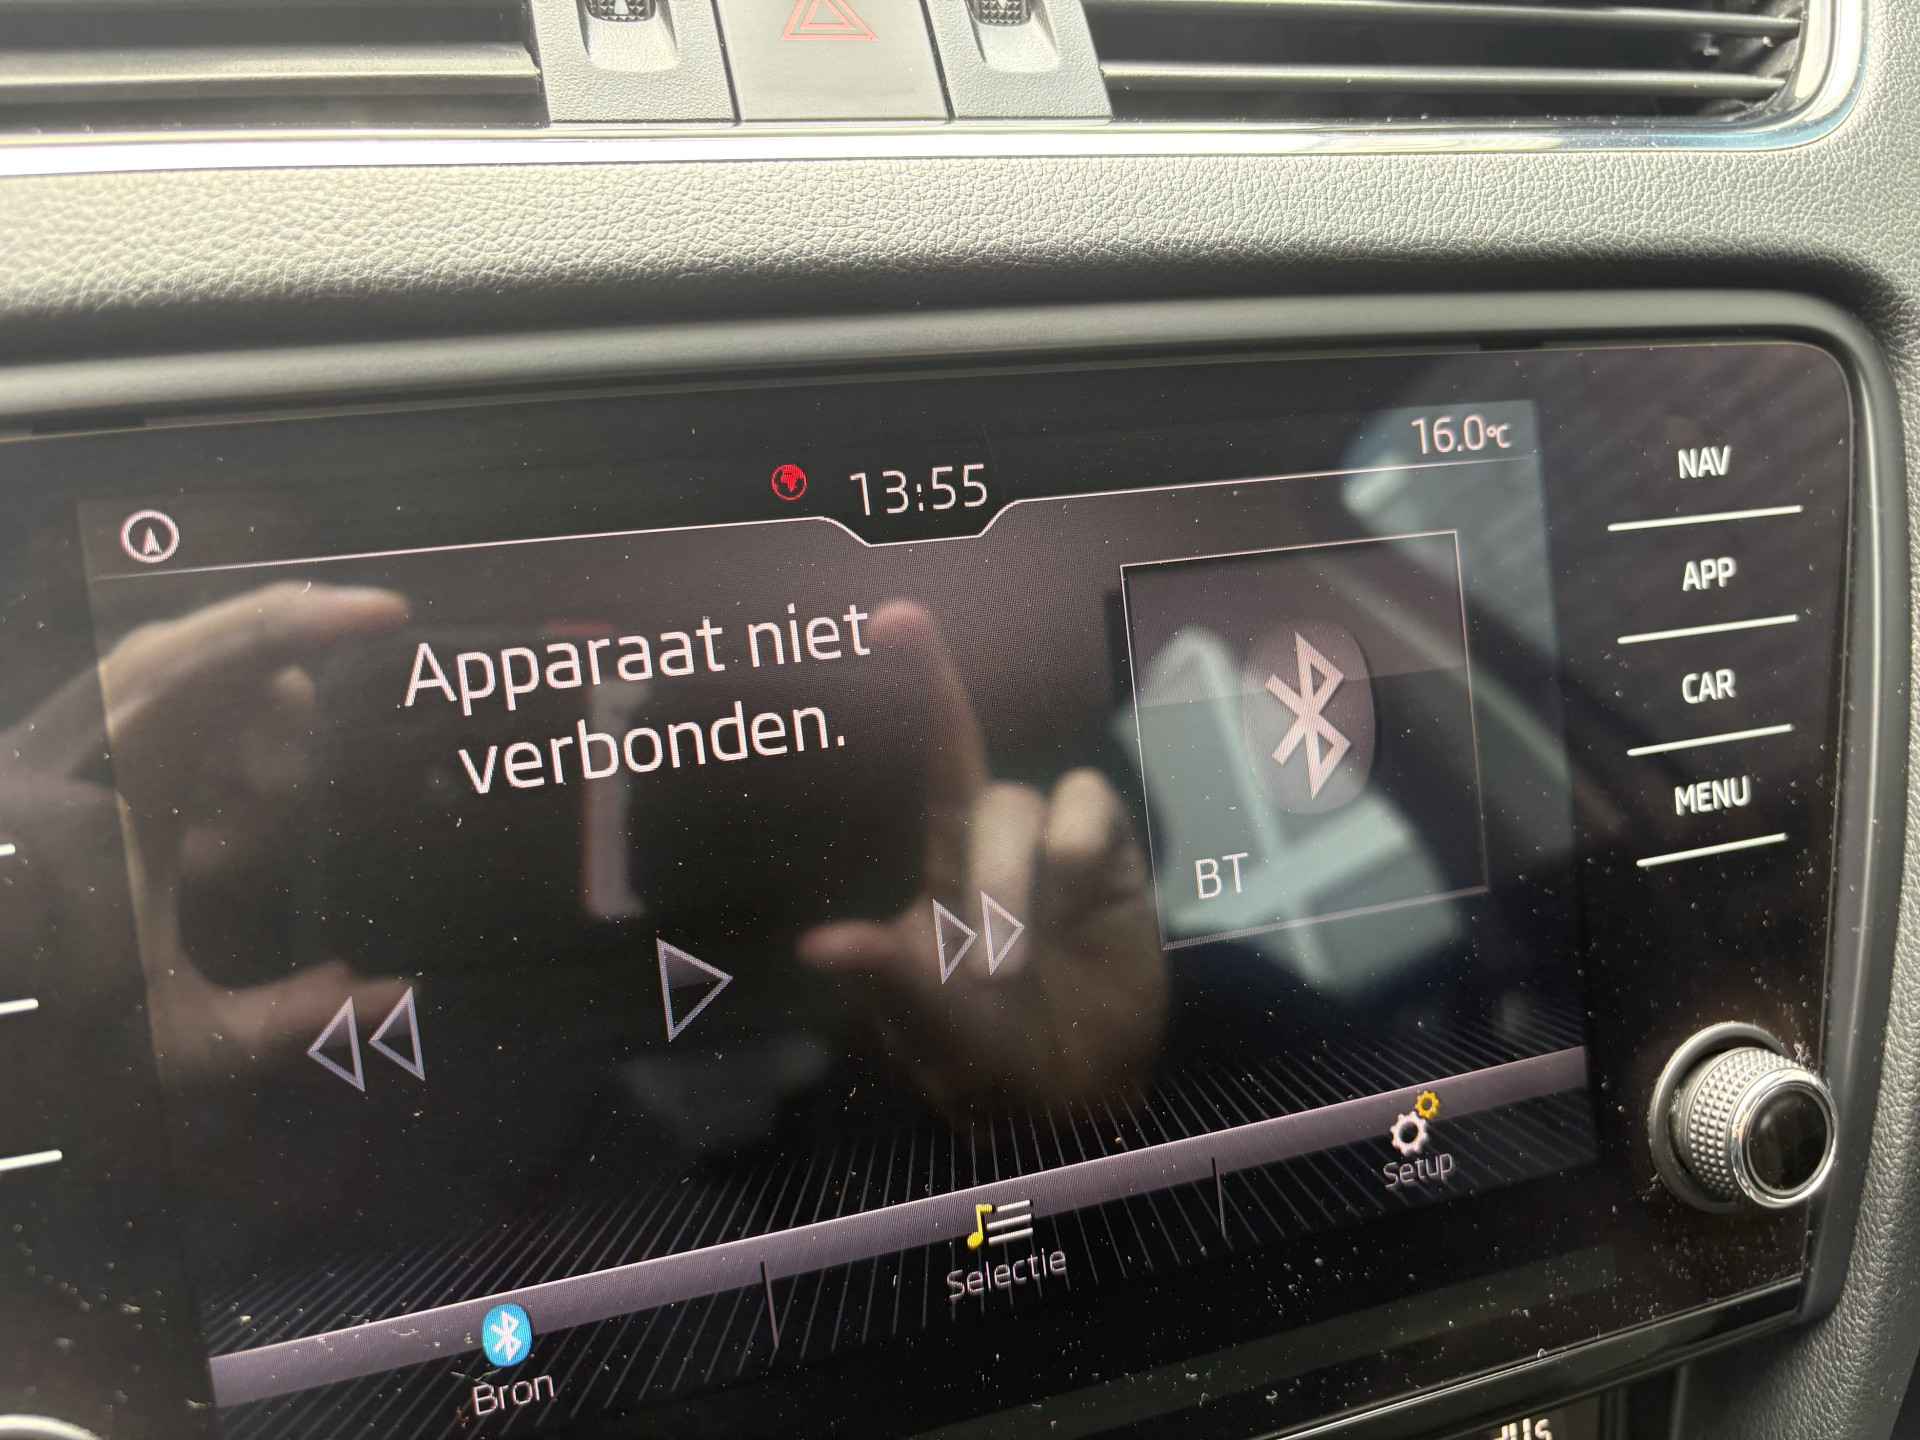 13:55
16.0°C
Apparaat niet
verbonden.
BT
NAV
APP
CAR
MENU
Bron
Selectie
Setup